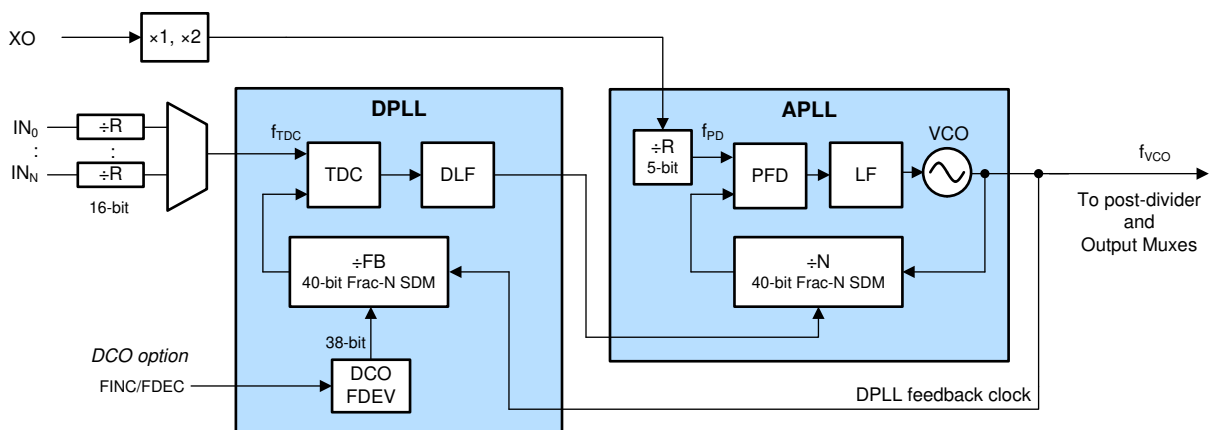 XO
×1, ×2
DPLL
APLL
IN0
÷R
:
:
INN
÷R
16-bit
fTDC
TDC
DLF
÷R
5-bit
fPD
PFD
LF
VCO
fVCO
To post-divider
and
Output Muxes
÷FB
40-bit Frac-N SDM
÷N
40-bit Frac-N SDM
38-bit
DCO option
FINC/FDEC
DCO
FDEV
DPLL feedback clock